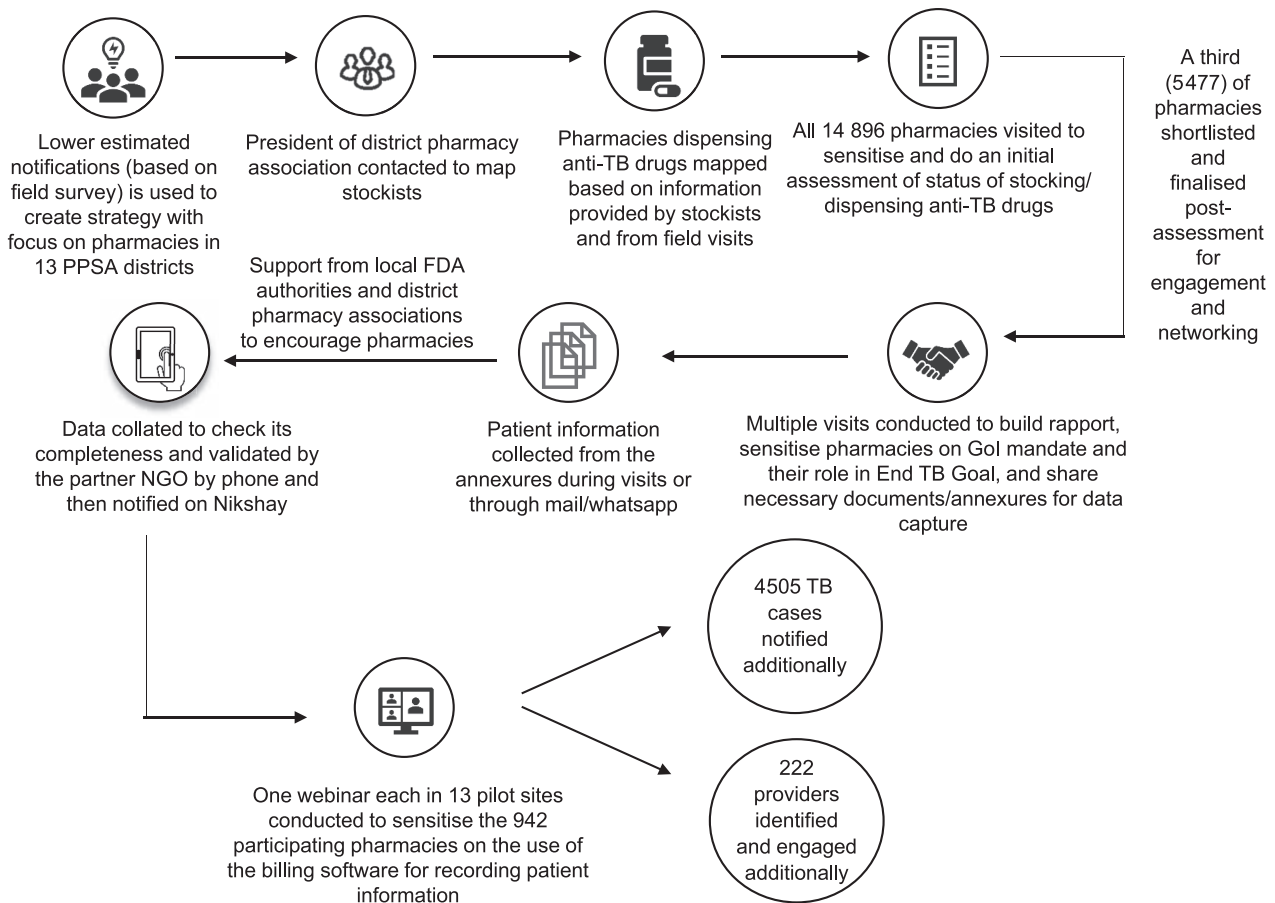 Lower estimated
notifications (based on
field survey) is used to
create strategy with
focus on pharmacies in
13 PPSA districts
President of district pharmacy
association contacted to map
stockists
Pharmacies dispensing
anti-TB drugs mapped
based on information
provided by stockists
and from field visits
All 14 896 pharmacies visited to
sensitise and do an initial
assessment of status of stocking/
dispensing anti-TB drugs
A third
(5477) of
pharmacies
shortlisted
and
finalised
post-
assessment
for
engagement
and
networking
Multiple visits conducted to build rapport,
sensitise pharmacies on GoI mandate and
their role in End TB Goal, and share
necessary documents/annexures for data
capture
Patient information
collected from the
annexures during visits or
through mail/whatsapp
Support from local FDA
authorities and district
pharmacy associations
to encourage pharmacies
Data collated to check its
completeness and validated by
the partner NGO by phone and
then notified on Nikshay
One webinar each in 13 pilot sites
conducted to sensitise the 942
participating pharmacies on the use of
the billing software for recording patient
information
4505 TB
cases
notified
additionally
222
providers
identified
and engaged
additionally